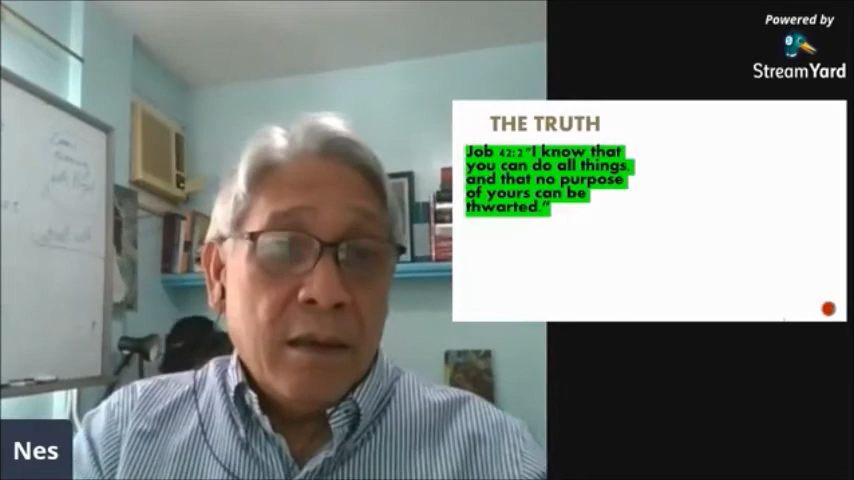 Powered by
StreamYard
THE TRUTH
Job 42:2 "I know that
you can do all things,
and that no purpose
of yours can be
thwarted."
Nes